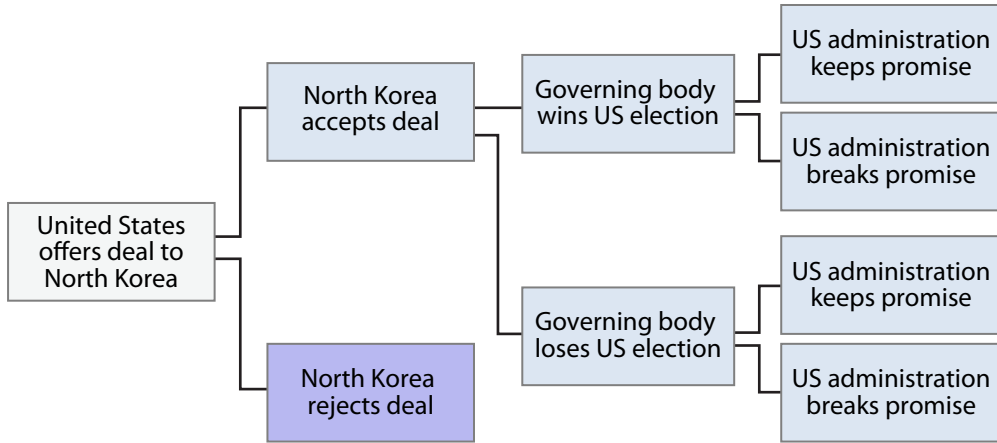 United States
offers deal to
North Korea
North Korea
accepts deal
North Korea
rejects deal
Governing body
wins US election
Governing body
loses US election
US administration
keeps promise
US administration
breaks promise
US administration
keeps promise
US administration
breaks promise